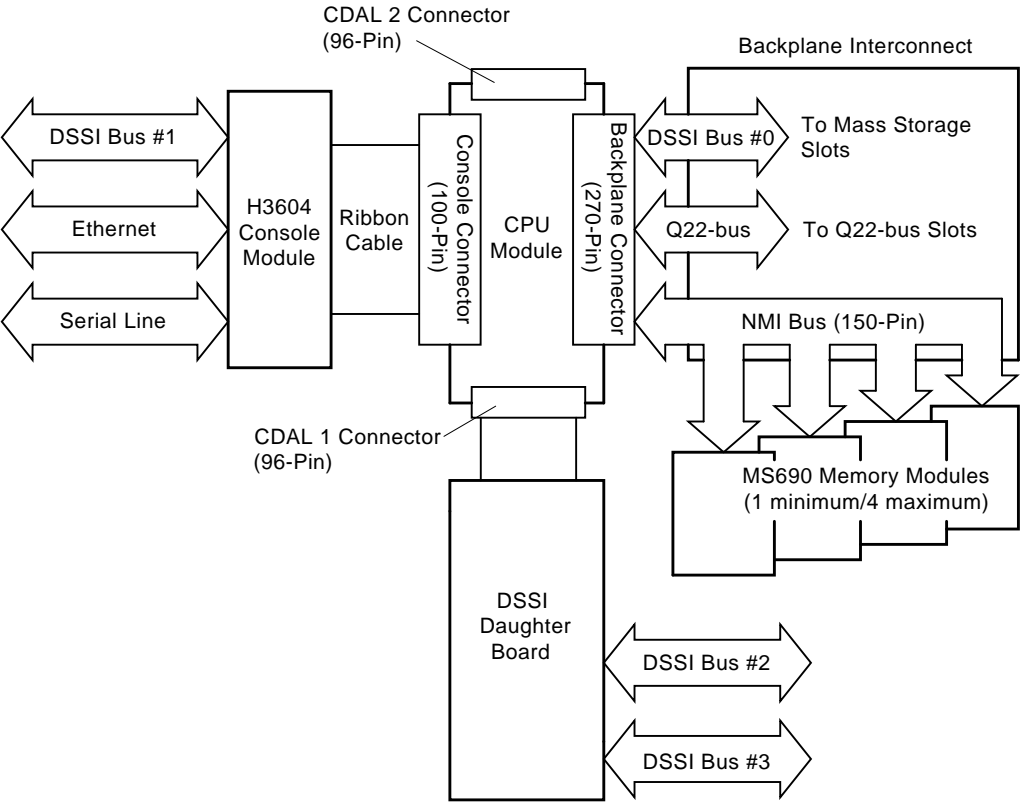 CDAL 2 Connector
(96-Pin)
Backplane Interconnect
DSSI Bus #1
Ethernet
Serial Line
H3604
Console
Module
Ribbon
Cable
Console Connector
(100-Pin)
CPU
Module
Backplane Connector
(270-Pin)
DSSI Bus #0
To Mass Storage
Slots
Q22-bus
To Q22-bus Slots
NMI Bus (150-Pin)
CDAL 1 Connector
(96-Pin)
MS690 Memory Modules
(1 minimum/4 maximum)
DSSI
Daughter
Board
DSSI Bus #2
DSSI Bus #3